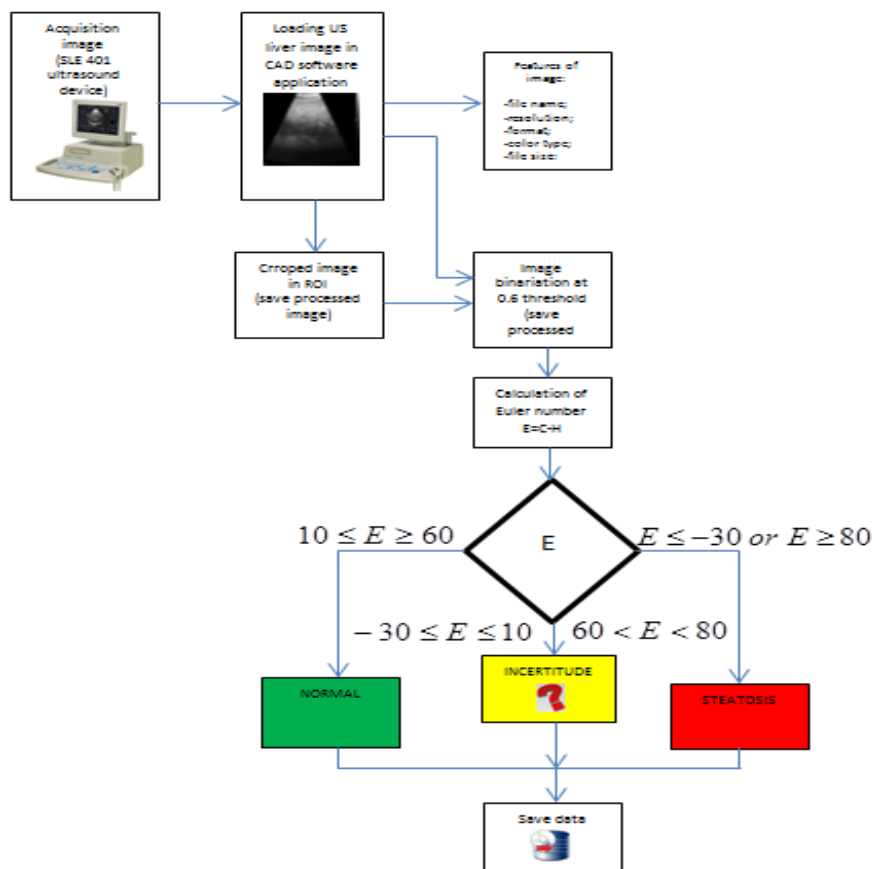 Acquisition
image
(SLE 401
ultrasound
device)
Loading US
liver image in
CAD software
application
Features of
image:
-file name;
-resolution;
-format;
-color type;
-file size:
Crroped image
in ROI
(save processed
image)
Image
binariation at
0.6 threshold
(save
processed
Calculation of
Euler number
E=C-H
E
10 ≤ E ≥ 60
E ≤ −30 or E ≥ 80
− 30 ≤ E ≤ 10
60 < E < 80
NORMAL
INCERTITUDE
?
STEATOSIS
Save data